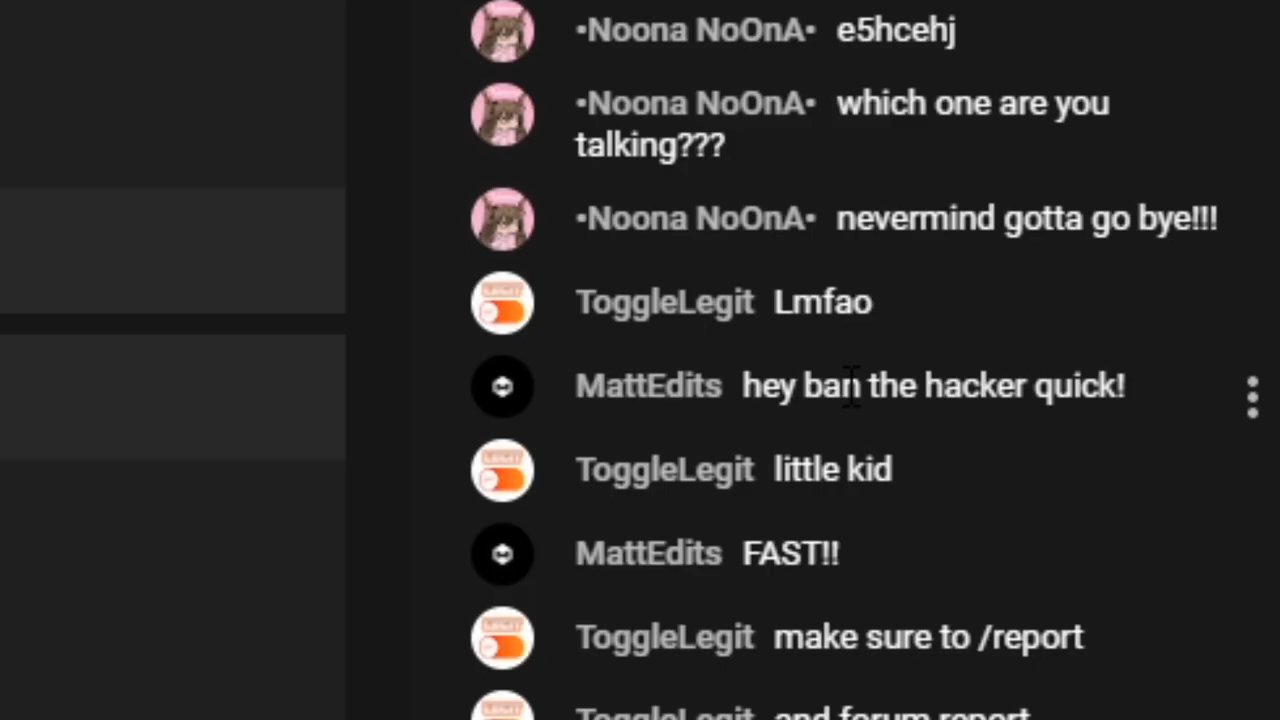 •Noona NoOnA• e5hcehj
•Noona NoOnA• which one are you
talking???
•Noona NoOnA• nevermind gotta go bye!!!
ToggleLegit Lmfao
MattEdits hey ban the hacker quick!
ToggleLegit little kid
MattEdits FAST!!
ToggleLegit make sure to /report
ToggleLegit and forum report